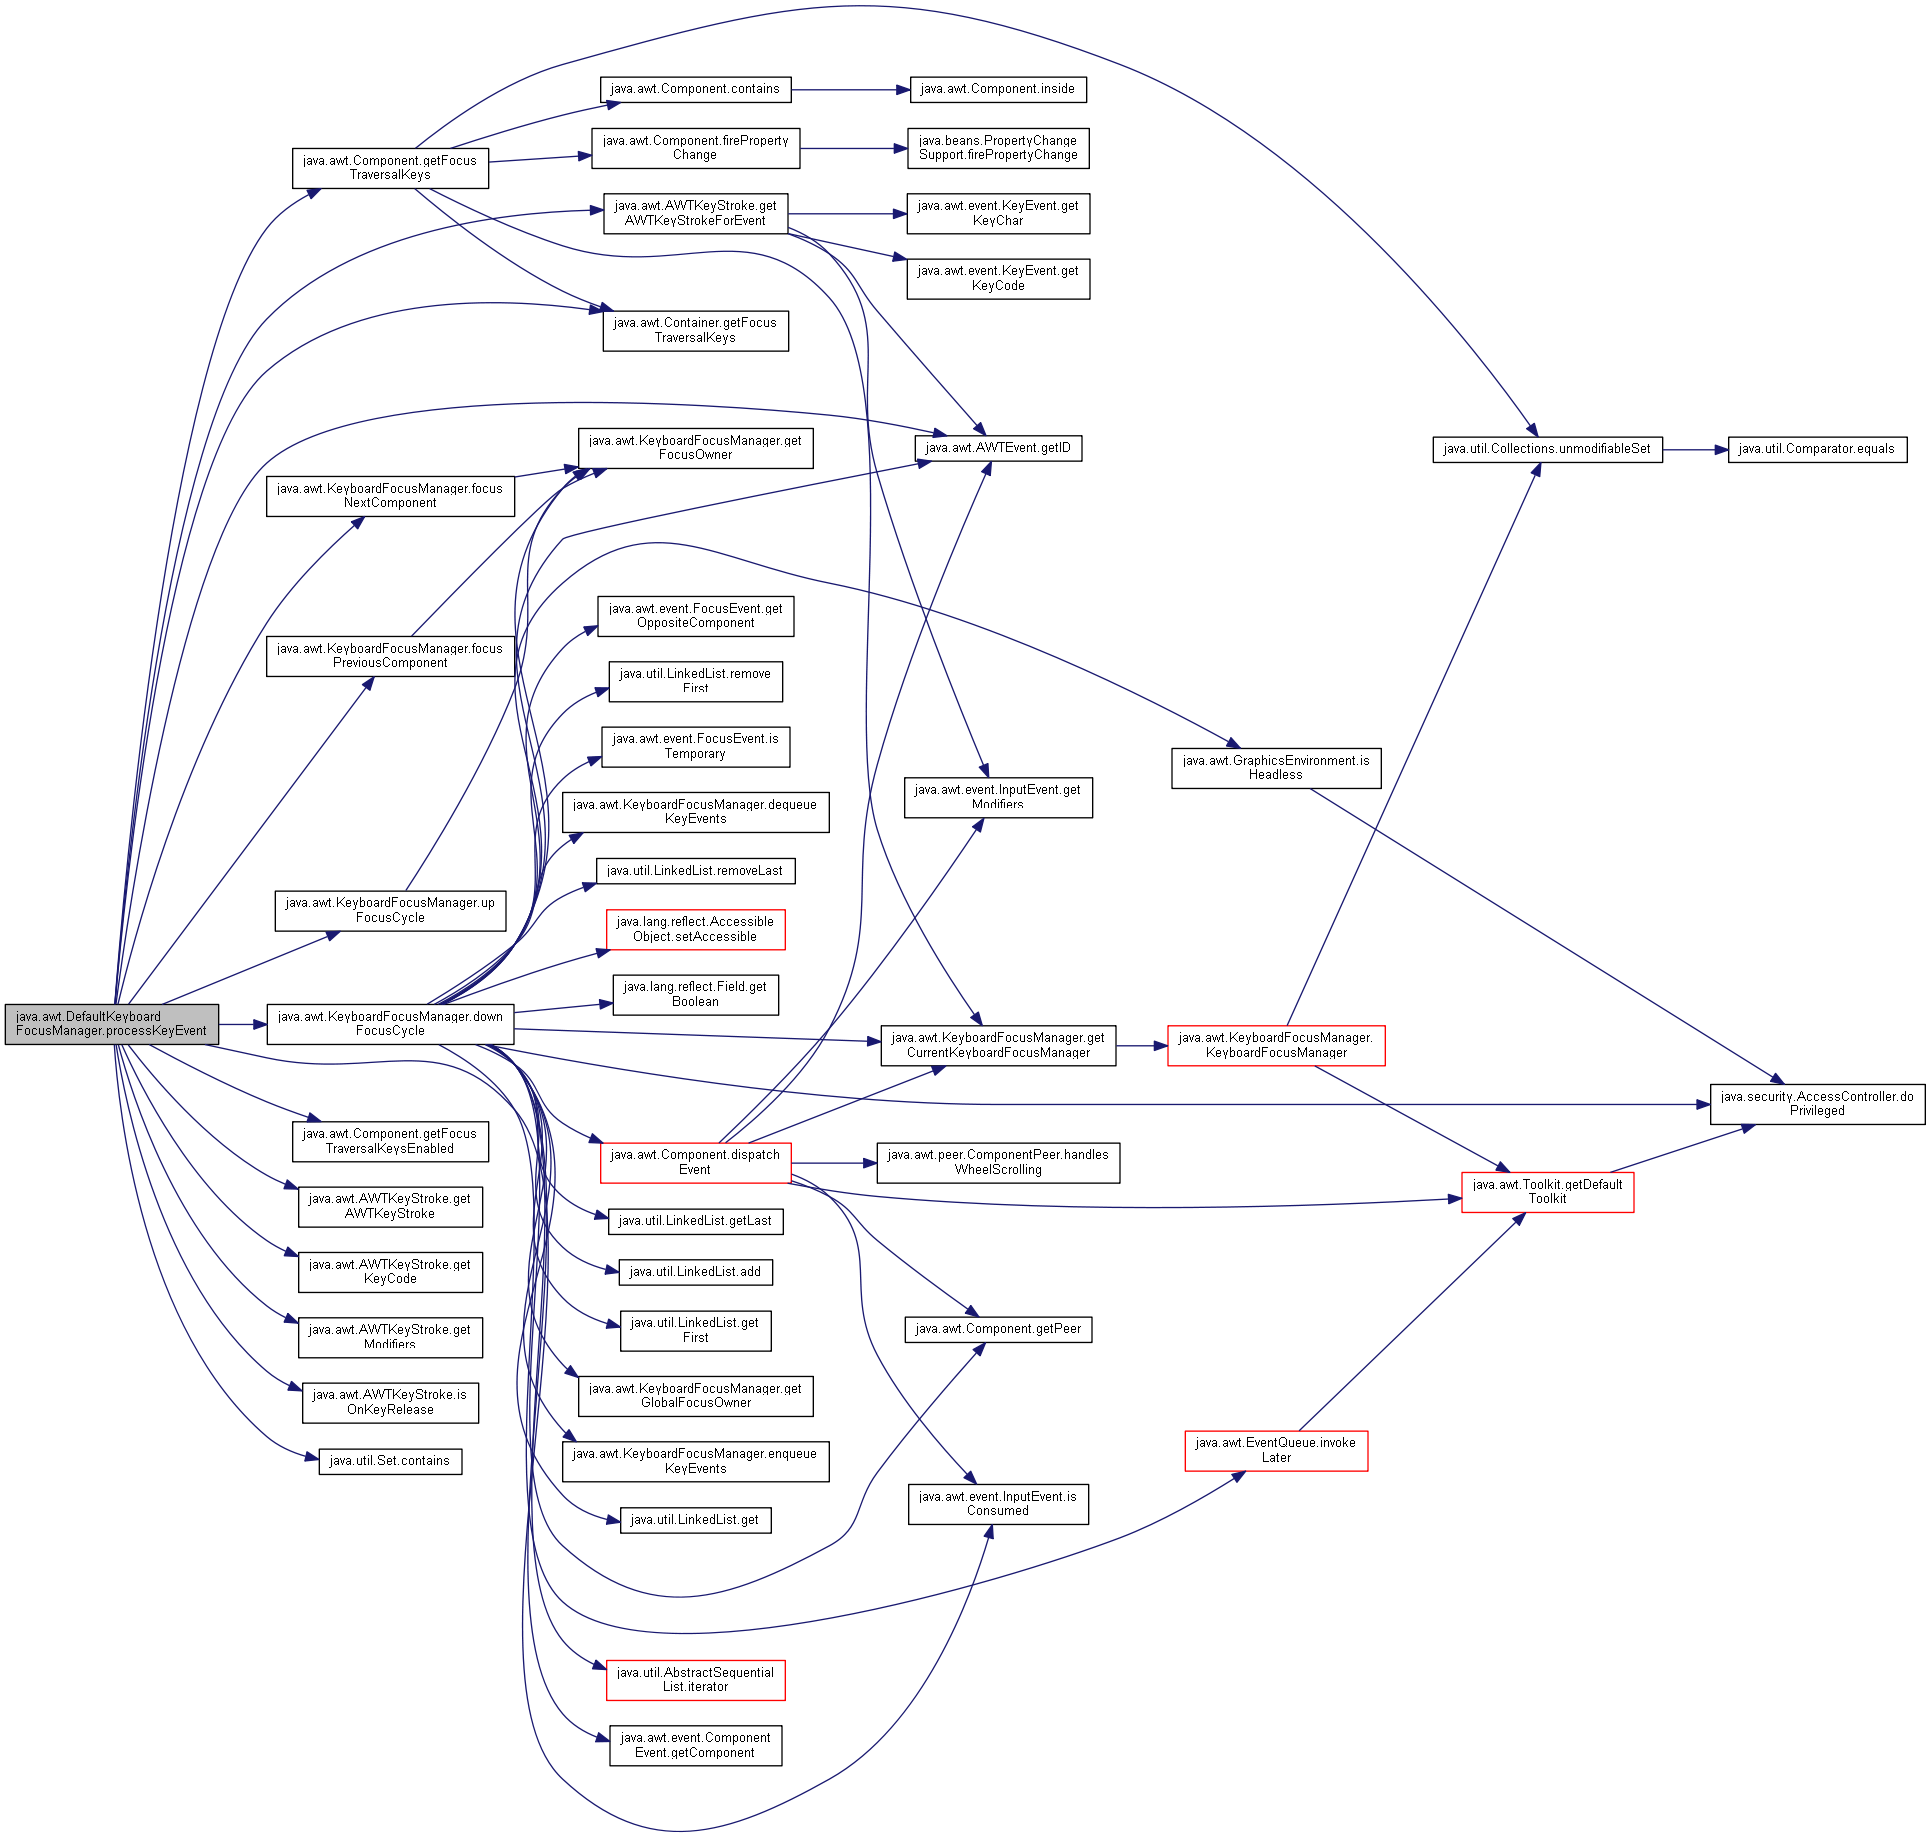 java.awt.DefaultKeyboard
FocusManager.processKeyEvent
java.awt.Component.getFocus
TraversalKeys
java.awt.KeyboardFocusManager.focus
NextComponent
java.awt.KeyboardFocusManager.focus
PreviousComponent
java.awt.KeyboardFocusManager.up
FocusCycle
java.awt.KeyboardFocusManager.down
FocusCycle
java.awt.Component.getFocus
TraversalKeysEnabled
java.awt.AWTKeyStroke.get
AWTKeyStroke
java.awt.AWTKeyStroke.get
KeyCode
java.awt.AWTKeyStroke.get
Modifiers
java.awt.AWTKeyStroke.is
OnKeyRelease
java.util.Set.contains
java.awt.Component.contains
java.awt.Component.fireProperty
Change
java.awt.AWTKeyStroke.get
AWTKeyStrokeForEvent
java.awt.Container.getFocus
TraversalKeys
java.awt.KeyboardFocusManager.get
FocusOwner
java.awt.event.FocusEvent.get
OppositeComponent
java.util.LinkedList.remove
First
java.awt.event.FocusEvent.is
Temporary
java.awt.KeyboardFocusManager.dequeue
KeyEvents
java.util.LinkedList.removeLast
java.lang.reflect.Accessible
Object.setAccessible
java.lang.reflect.Field.get
Boolean
java.awt.Component.dispatch
Event
java.util.LinkedList.getLast
java.util.LinkedList.add
java.util.LinkedList.get
First
java.awt.KeyboardFocusManager.get
GlobalFocusOwner
java.awt.KeyboardFocusManager.enqueue
KeyEvents
java.util.LinkedList.get
java.util.AbstractSequential
List.iterator
java.awt.event.Component
Event.getComponent
java.awt.Component.inside
java.beans.PropertyChange
Support.firePropertyChange
java.awt.event.KeyEvent.get
KeyChar
java.awt.event.KeyEvent.get
KeyCode
java.awt.AWTEvent.getID
java.awt.event.InputEvent.get
Modifiers
java.awt.KeyboardFocusManager.get
CurrentKeyboardFocusManager
java.awt.peer.ComponentPeer.handles
WheelScrolling
java.awt.Component.getPeer
java.awt.event.InputEvent.is
Consumed
java.awt.GraphicsEnvironment.is
Headless
java.awt.KeyboardFocusManager.
KeyboardFocusManager
java.awt.EventQueue.invoke
Later
java.util.Collections.unmodifiableSet
java.awt.Toolkit.getDefault
Toolkit
java.util.Comparator.equals
java.security.AccessController.do
Privileged